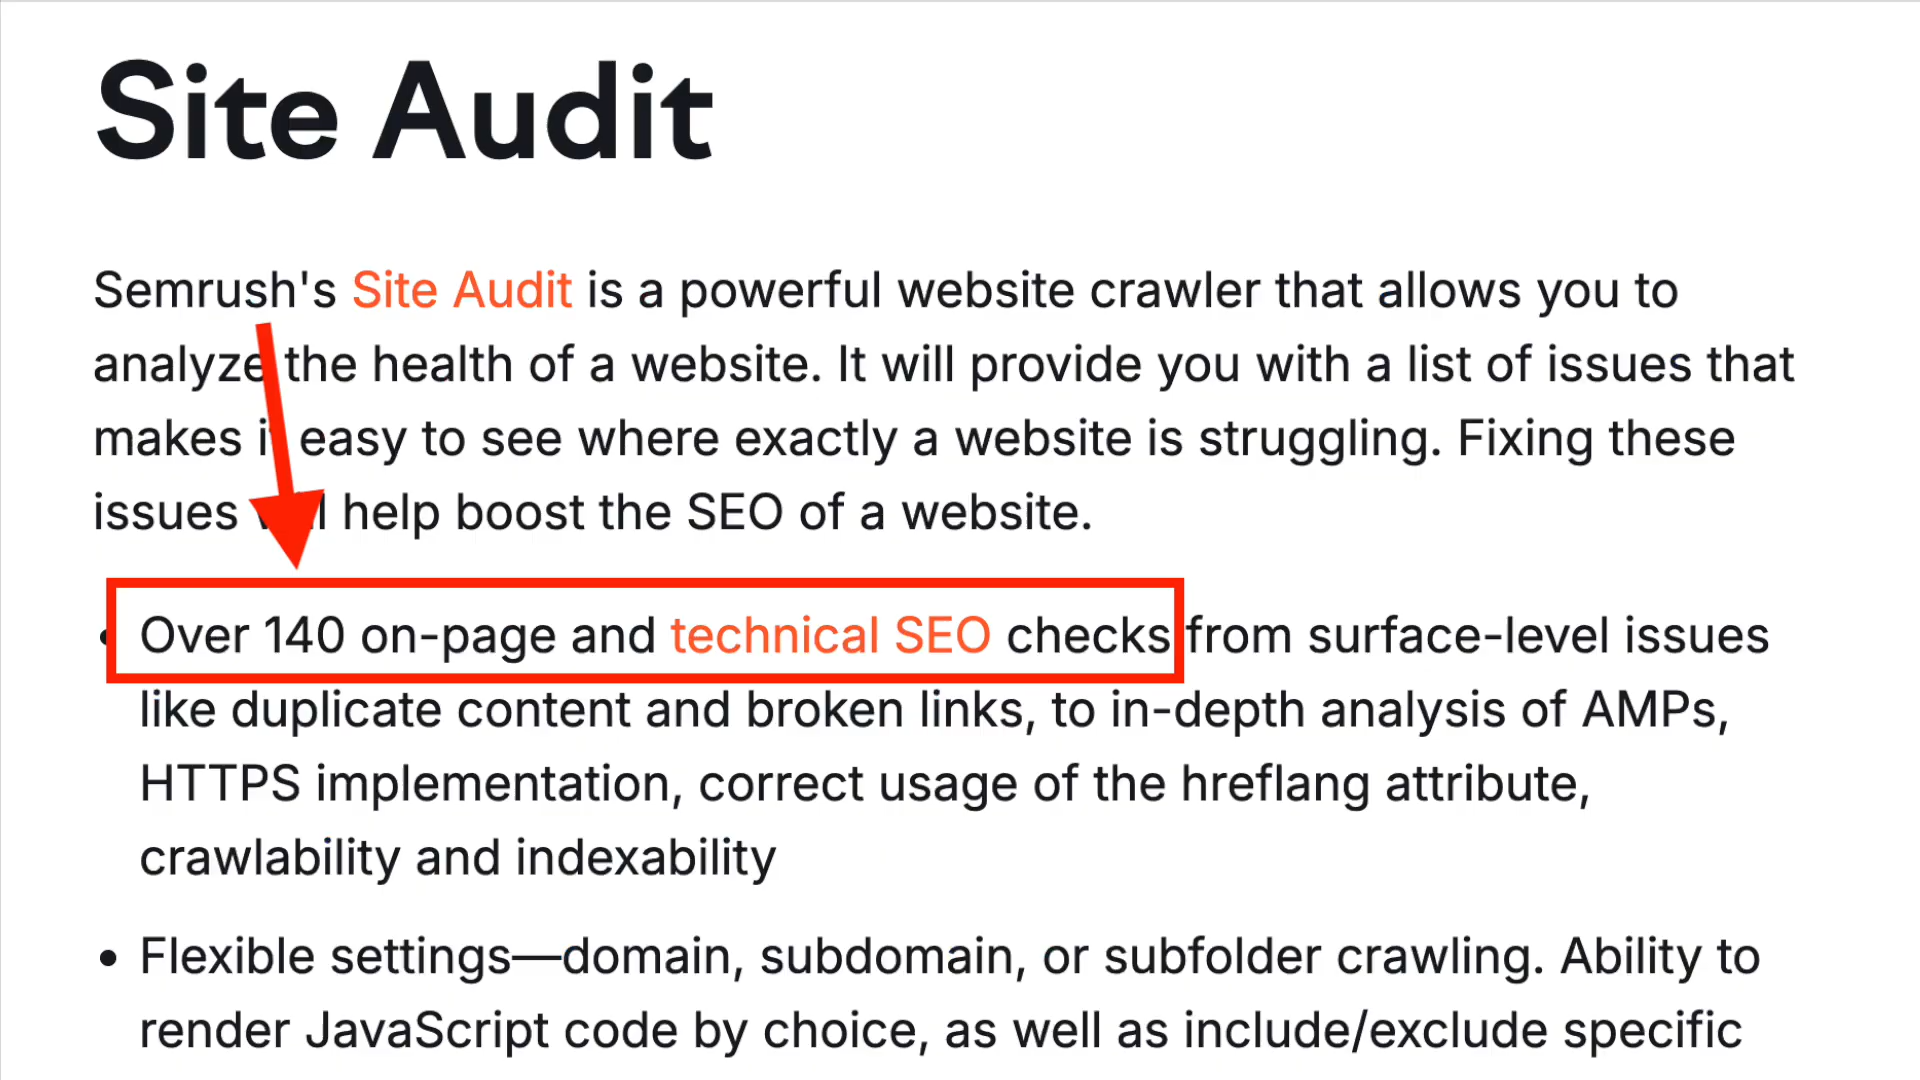 Site Audit
Semrush's Site Audit is a powerful website crawler that allows you to
analyze the health of a website. It will provide you with a list of issues that
makes it easy to see where exactly a website is struggling. Fixing these
issues will help boost the SEO of a website.
• Over 140 on-page and technical SEO checks from surface-level issues
like duplicate content and broken links, to in-depth analysis of AMPs,
HTTPS implementation, correct usage of the hreflang attribute,
crawlability and indexability
• Flexible settings—domain, subdomain, or subfolder crawling. Ability to
render JavaScript code by choice, as well as include/exclude specific